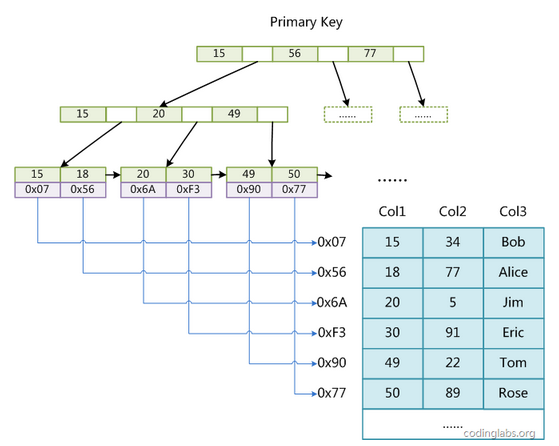 Primary Key
15 56 77
15 20 49 ...... ......
15 18 20 30 49 50
0x07 0x56 0x6A 0xF3 0x90 0x77
......
Col1 Col2 Col3
0x07 15 34 Bob
0x56 18 77 Alice
0x6A 20 5 Jim
0xF3 30 91 Eric
0x90 49 22 Tom
0x77 50 89 Rose
......
codinglabs.org